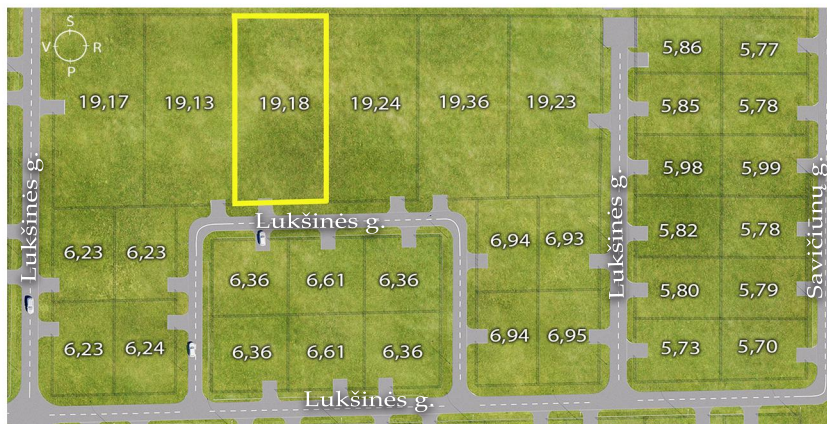 S
V R
P
19,17 19,13 19,18 19,24 19,36 19,23
5,86 5,77
5,85 5,78
5,98 5,99
5,82 5,78
5,80 5,79
5,73 5,70
Lukšinės g.
Lukšinės g.
Lukšinės g.
Savičiūnų g.
6,23 6,23
6,23 6,24
6,36 6,61 6,36
6,36 6,61 6,36
6,94 6,93
6,94 6,95
Lukšinės g.